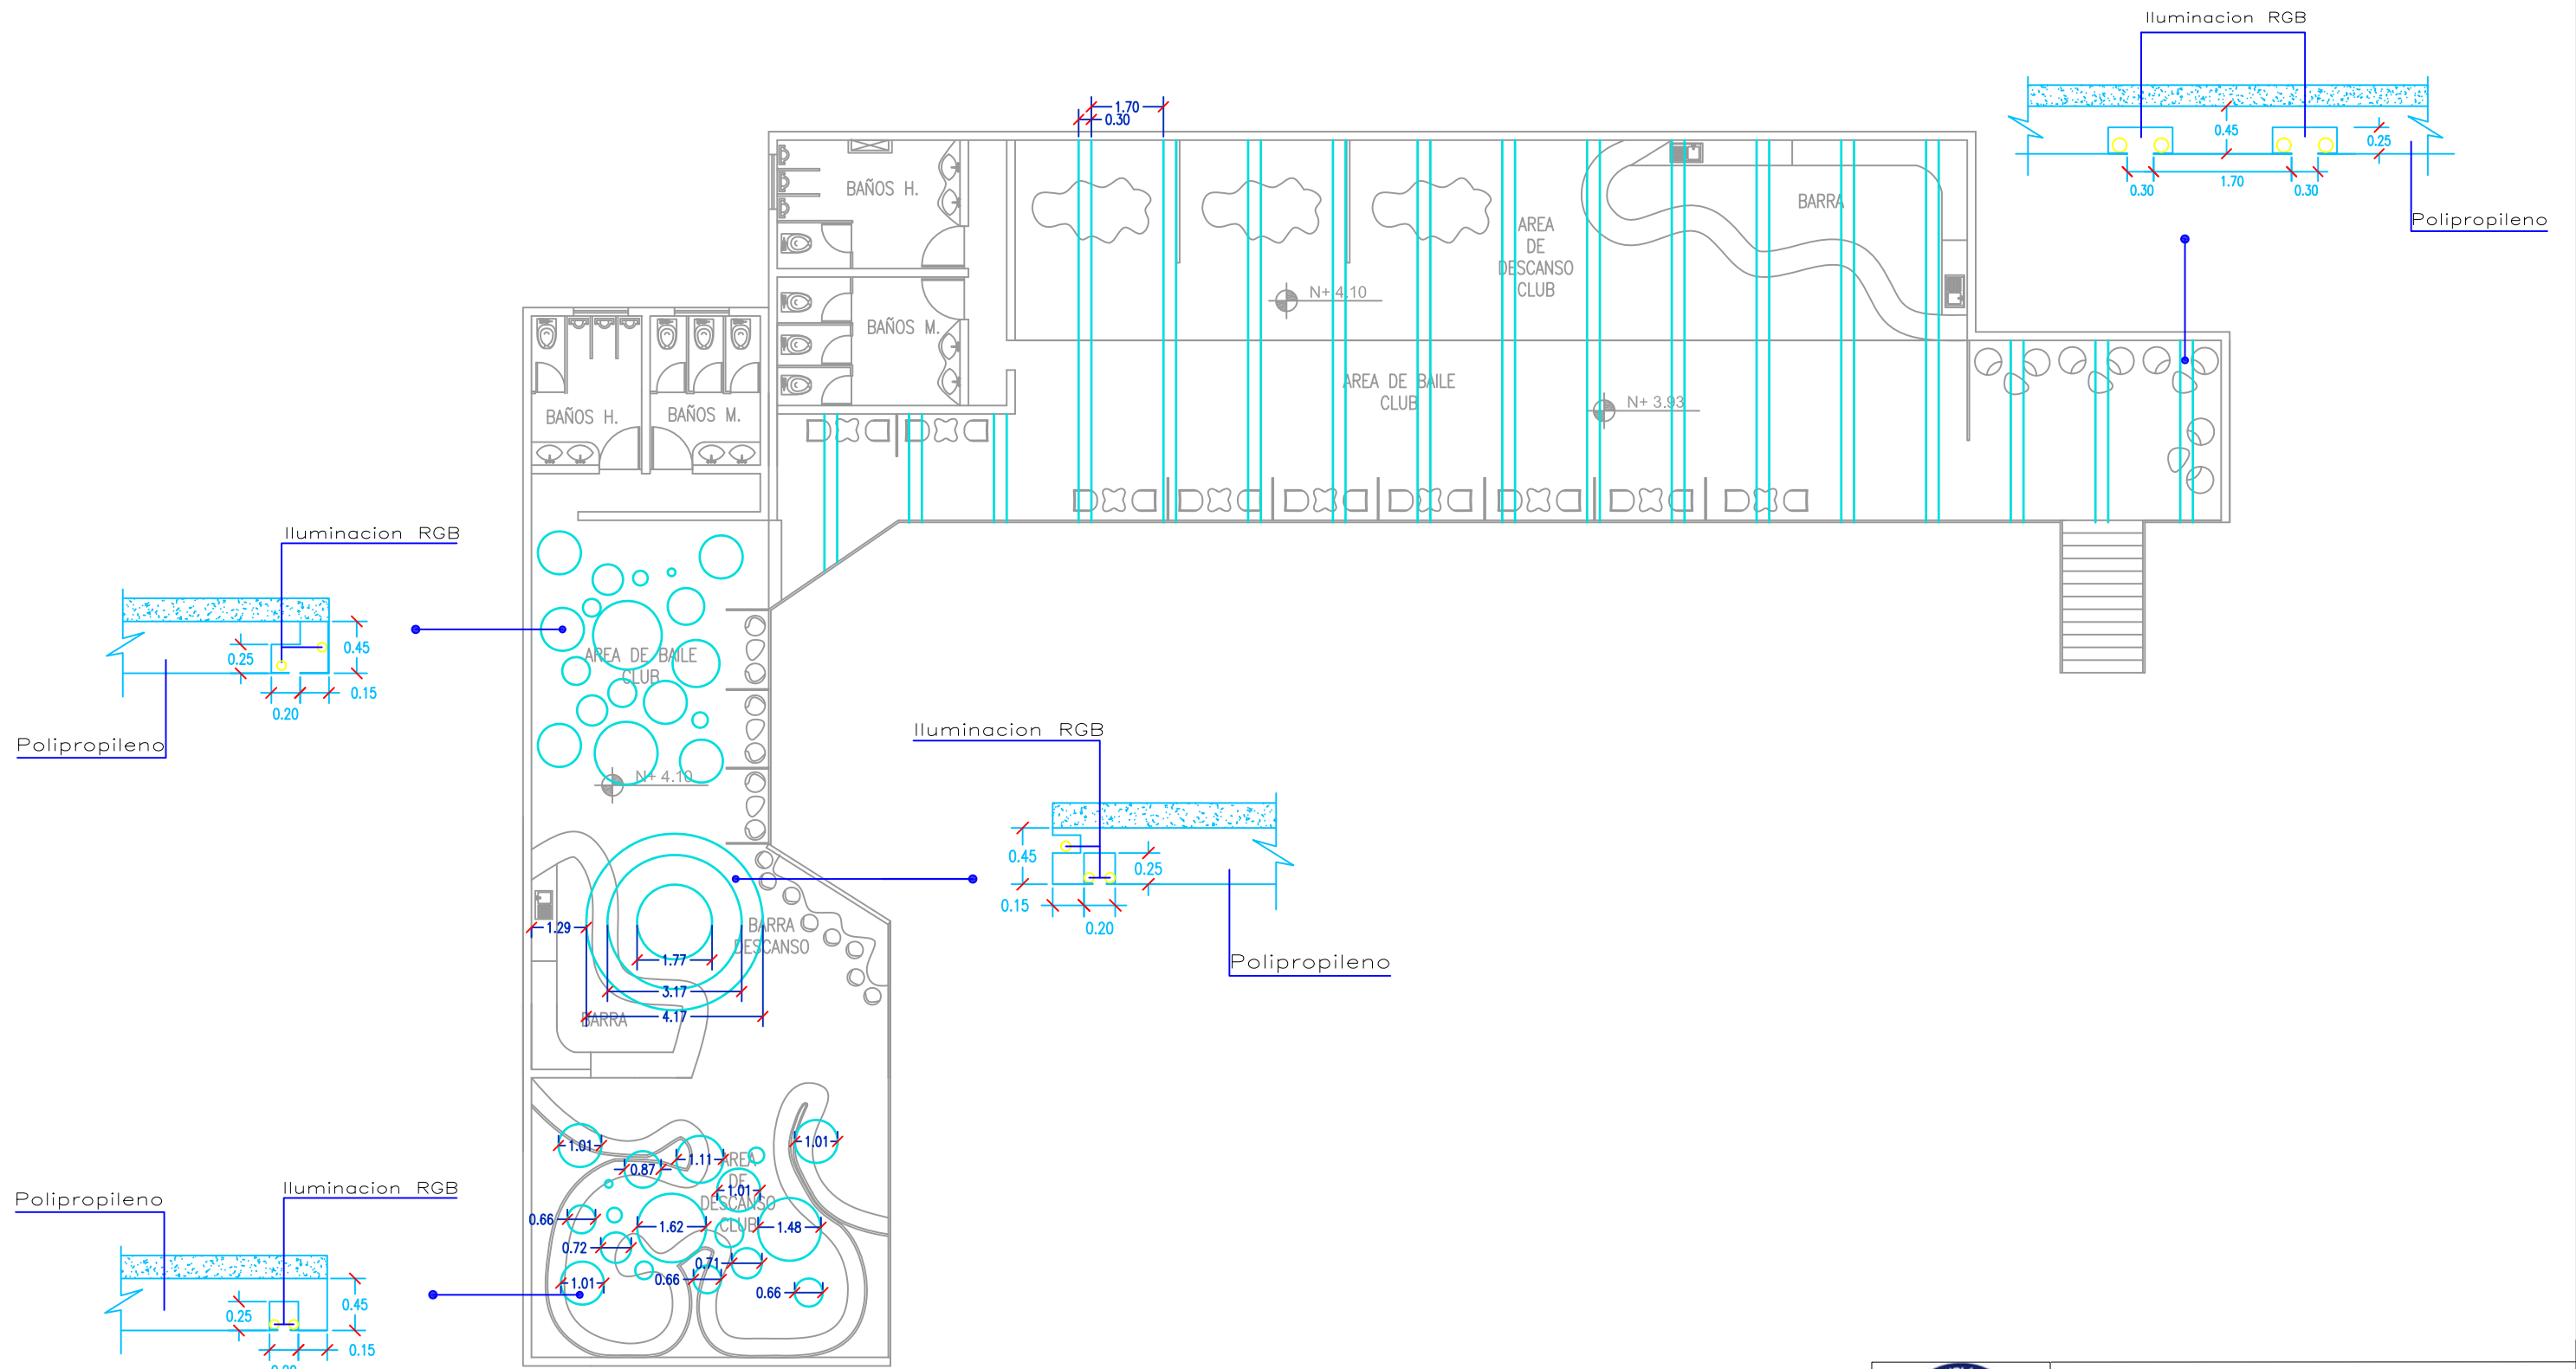 Iluminacion RGB
1.70
0.30
0.45
0.25
0.30
1.70
0.30
Polipropileno
BAÑOS H.
BARRA
AREA
DE
DESCANSO
CLUB
N+ 4.10
BAÑOS M.
AREA DE BAILE
CLUB
N+ 3.93
BAÑOS H.
BAÑOS M.
Iluminacion RGB
0.45
0.25
0.15
0.20
Polipropileno
AREA DE BAILE
CLUB
N+ 4.10
Iluminacion RGB
0.45
0.25
0.15
0.20
Polipropileno
1.29
BARRA
DESCANSO
1.77
3.17
4.17
BARRA
1.01
0.87
1.11
1.01
AREA
DE
DESCANSO
CLUB
1.01
0.66
1.62
1.48
0.72
0.71
0.66
1.01
0.66
Polipropileno
Iluminacion RGB
0.25
0.45
0.15